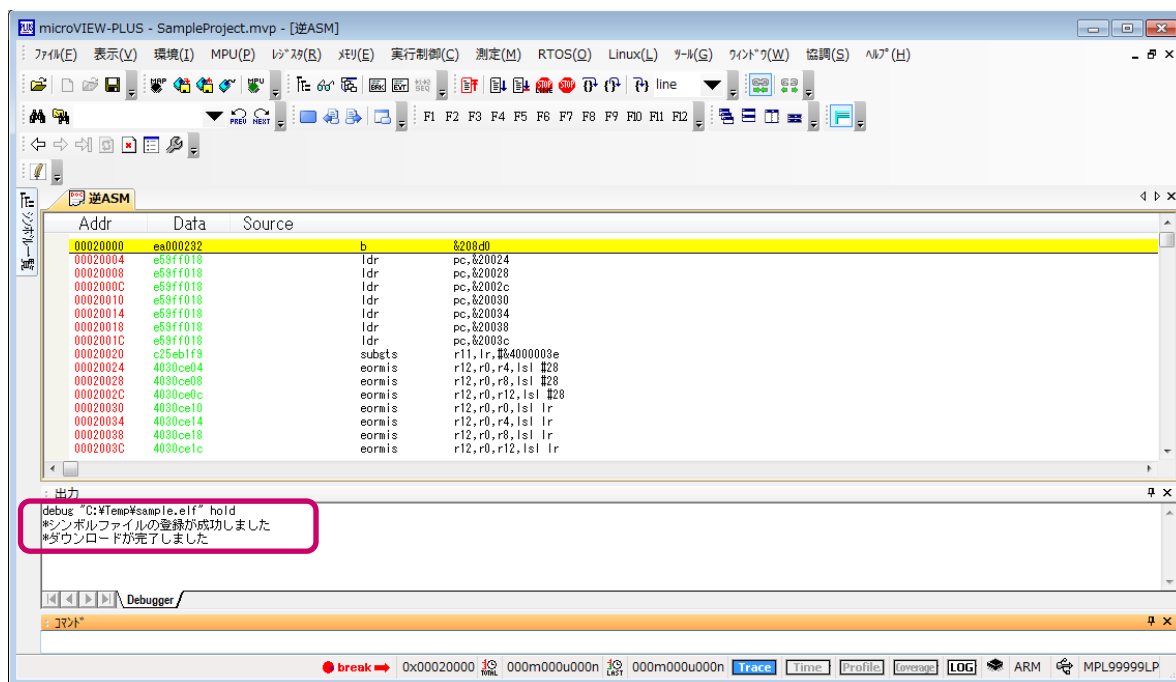 microVIEW-PLUS - SampleProject.mvp - [逆ASM]
ファイル(F) 表示(V) 環境(I) MPU(P) レジスタ(R) メモリ(E) 実行制御(C) 測定(M) RTOS(O) Linux(L) ツール(G) ウィンドウ(W) 協調(S) ヘルプ(H)
line
F1 F2 F3 F4 F5 F6 F7 F8 F9 F10 F11 F12
PREV NEXT
シンボル一覧
逆ASM
Addr Data Source
00020000 ea000232 b &208d0
00020004 e59ff018 ldr pc,&20024
00020008 e59ff018 ldr pc,&20028
0002000C e59ff018 ldr pc,&2002c
00020010 e59ff018 ldr pc,&20030
00020014 e59ff018 ldr pc,&20034
00020018 e59ff018 ldr pc,&20038
0002001C e59ff018 ldr pc,&2003c
00020020 c25eb1f9 subgts r11,lr,#&4000003e
00020024 4030ce04 eormis r12,r0,r4,lsl #28
00020028 4030ce08 eormis r12,r0,r8,lsl #28
0002002C 4030ce0c eormis r12,r0,r12,lsl #28
00020030 4030ce10 eormis r12,r0,r0,lsl lr
00020034 4030ce14 eormis r12,r0,r4,lsl lr
00020038 4030ce18 eormis r12,r0,r8,lsl lr
0002003C 4030ce1c eormis r12,r0,r12,lsl lr
出力
debug "C:¥Temp¥sample.elf" hold
*シンボルファイルの登録が成功しました
*ダウンロードが完了しました
Debugger
コマンド
break 0x00020000 TOTAL 000m000u000n LAST 000m000u000n Trace Time Profile Coverage LOG ARM MPL99999LP